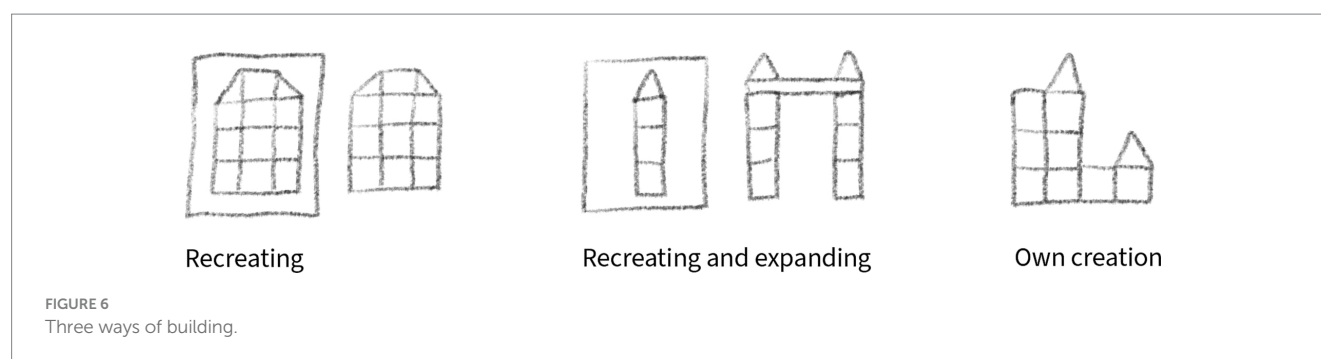 Recreating
Recreating and expanding
Own creation
FIGURE 6
Three ways of building.